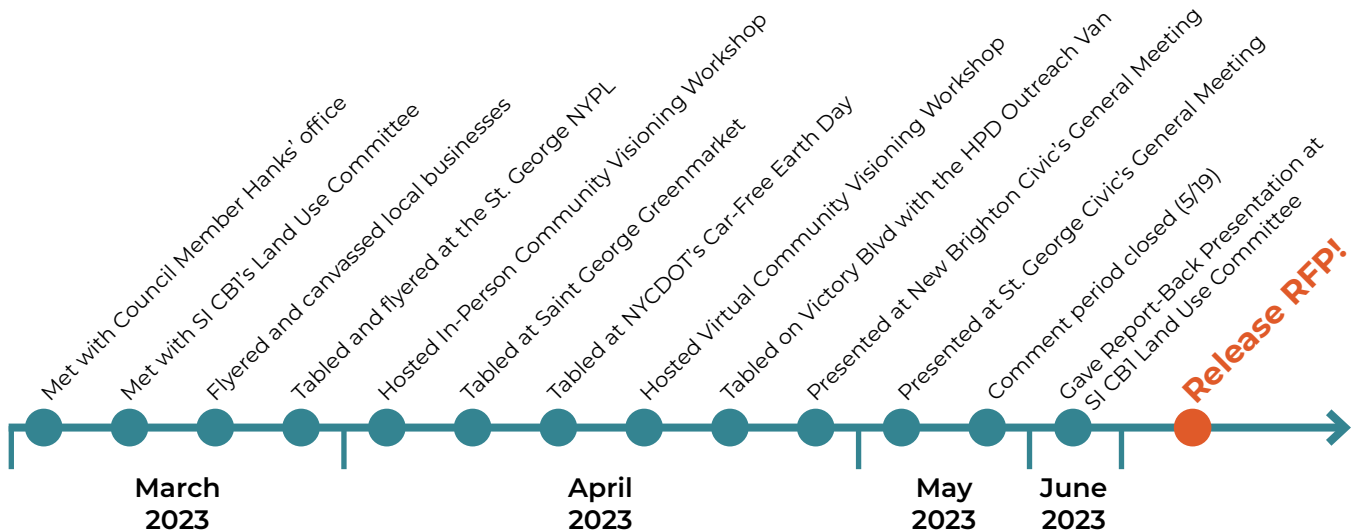 Met with Council Member Hanks' office
Met with SI CB1's Land Use Committee
Flyered and canvassed local businesses
Tabled and flyered at the St. George NYPL
Hosted In-Person Community Visioning Workshop
Tabled at Saint George Greenmarket
Tabled at NYCDOT's Car-Free Earth Day
Hosted Virtual Community Visioning Workshop
Tabled on Victory Blvd with the HPD Outreach Van
Presented at New Brighton Civic's General Meeting
Presented at St. George Civic's General Meeting
Comment period closed (5/19)
Gave Report-Back Presentation at
SI CB1 Land Use Committee
Release RFP!
March
2023
April
2023
May
2023
June
2023